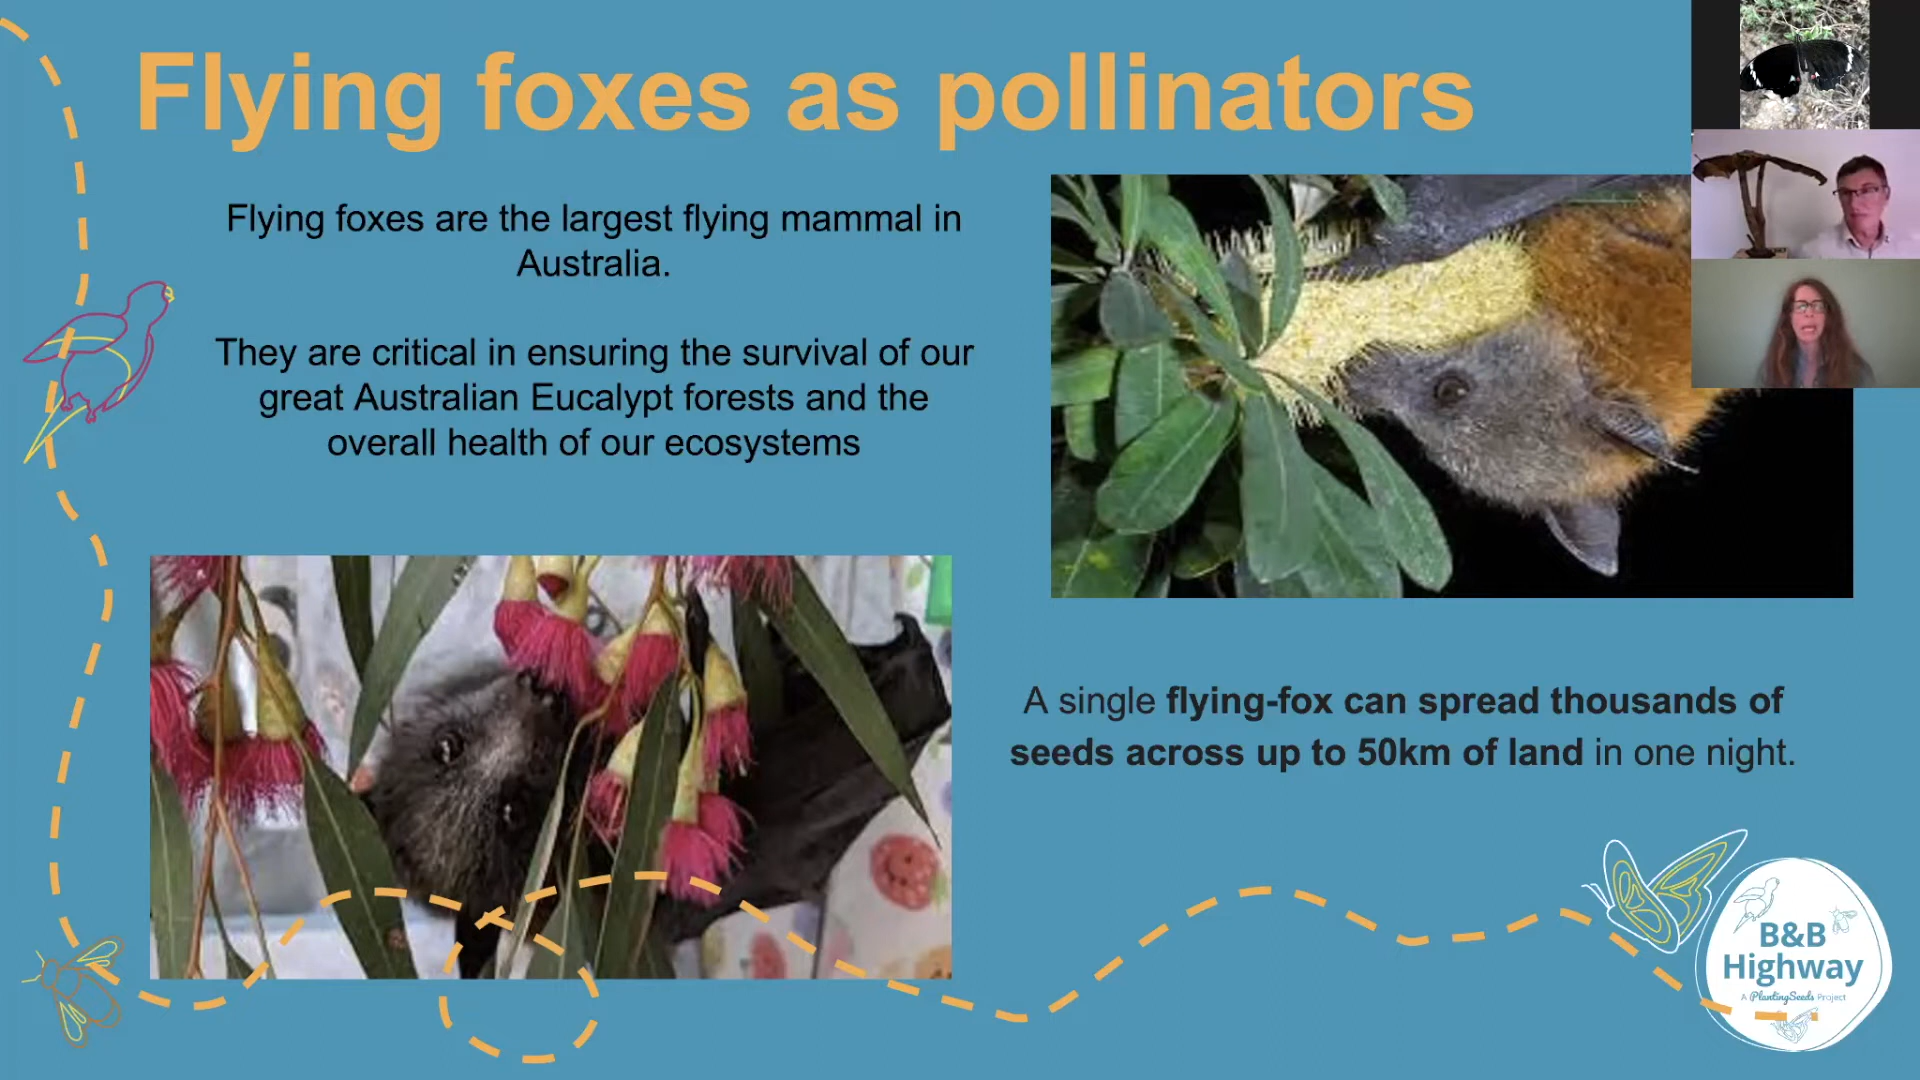 Flying foxes as pollinators
Flying foxes are the largest flying mammal in
Australia.
They are critical in ensuring the survival of our
great Australian Eucalypt forests and the
overall health of our ecosystems
A single flying-fox can spread thousands of
seeds across up to 50km of land in one night.
B&B
Highway
A PlantingSeeds Project